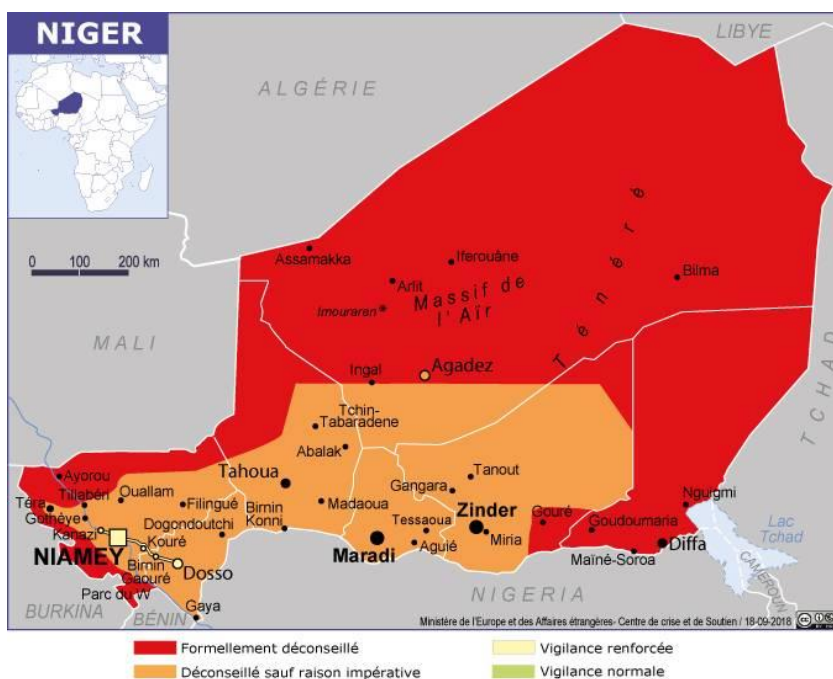 NIGER
LIBYE
ALGÉRIE
Assamakka
Iferouâne
Bilma
Arlit
0 100 200 km
Imouraren
Massif de
l' Aïr
Ténéré
MALI
TCHAD
Ingal
Agadez
Tchin-
Tabaradene
Abalak
Tahoua
Tanout
Ayorou
Gangara
Tillabéri
Ouallam
Filingué
Birnin
Konni
Madaoua
Zinder
Gouré
Goudoumaria
Nguigmi
Téra
Gothèye
Dogondoutchi
Tessaoua
Kanazi
Kouré
Miria
Lac
Tchad
NIAMEY
Maradi
Aguié
Diffa
Birnin
Gaouré
Dosso
Maïné-Soroa
Parc du W
NIGERIA
CAMEROUN
BURKINA
BÉNIN
Gaya
Ministère de l'Europe et des Affaires étrangères- Centre de crise et de Soutien / 18-09-2018
Formellement déconseillé
Vigilance renforcée
Déconseillé sauf raison impérative
Vigilance normale